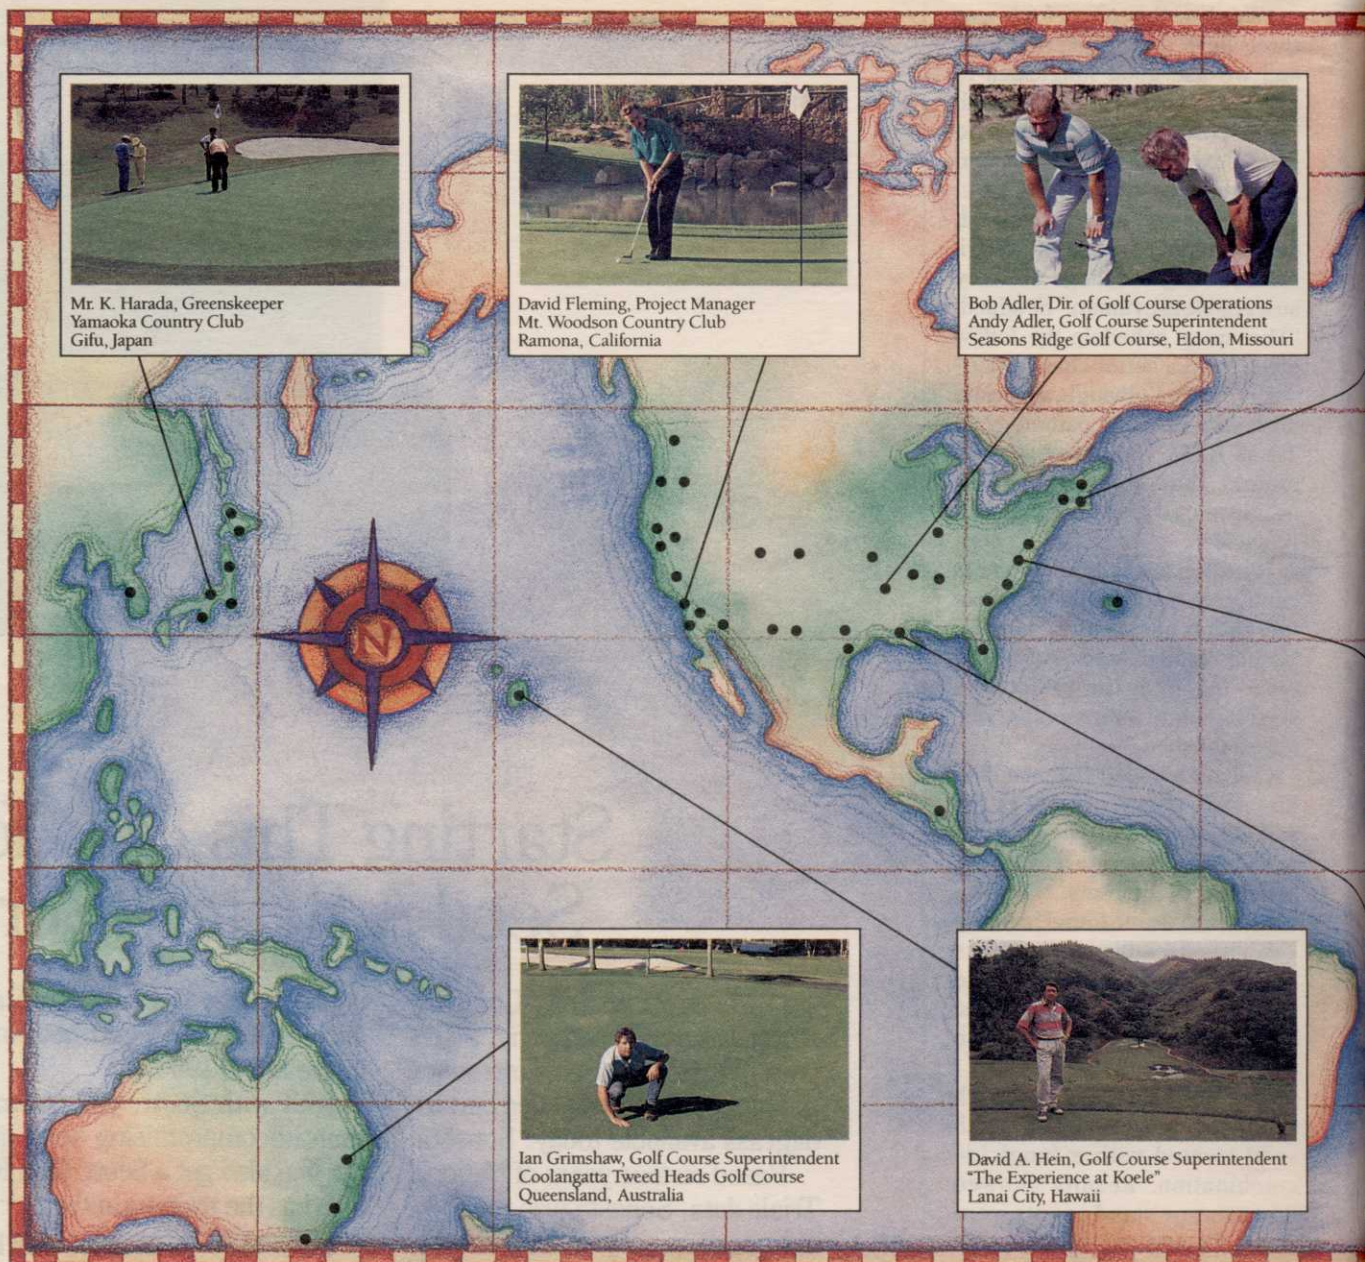 Mr. K. Harada, Greenskeeper
Yamaoka Country Club
Gifu, Japan
David Fleming, Project Manager
Mt. Woodson Country Club
Ramona, California
Bob Adler, Dir. of Golf Course Operations
Andy Adler, Golf Course Superintendent
Seasons Ridge Golf Course, Eldon, Missouri
N
Ian Grimshaw, Golf Course Superintendent
Coolangatta Tweed Heads Golf Course
Queensland, Australia
David A. Hein, Golf Course Superintendent
"The Experience at Koele"
Lanai City, Hawaii